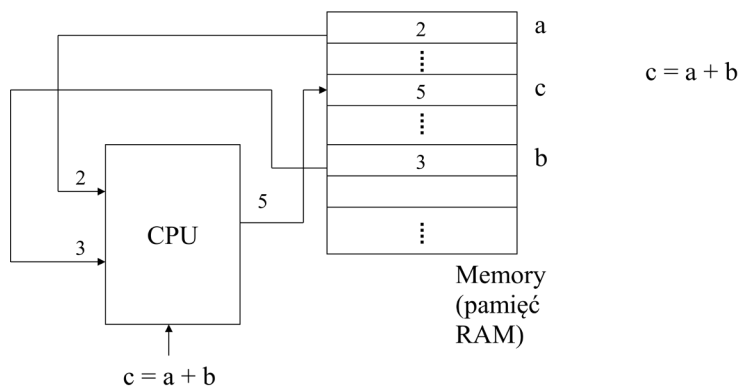 2 a
5 c
c = a + b
3 b
2
5
CPU
3
Memory
(pamięć
RAM)
c = a + b